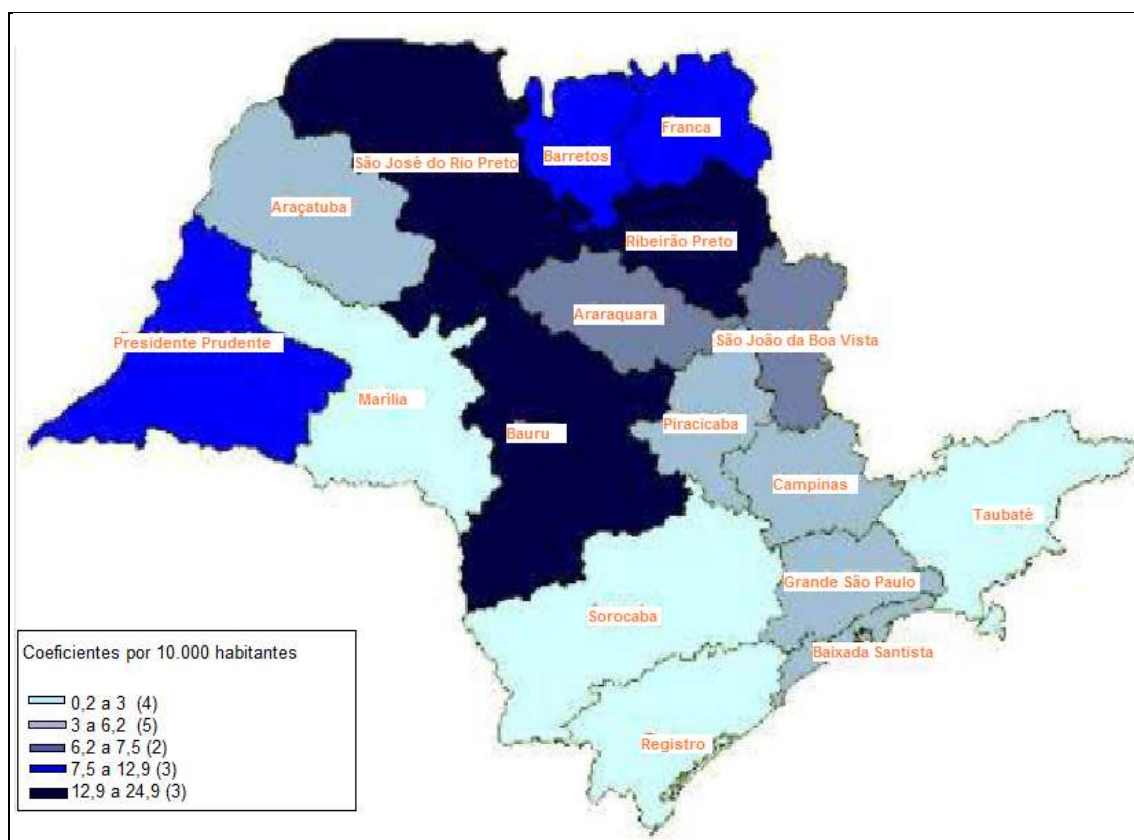 Franca
Barretos
São José do Rio Preto
Araçatuba
Ribeirão Preto
Araraquara
Presidente Prudente
São João da Boa Vista
Marília
Bauru
Piracicaba
Campinas
Taubaté
Grande São Paulo
Sorocaba
Baixada Santista
Registro
Coeficientes por 10.000 habitantes
0,2 a 3 (4)
3 a 6,2 (5)
6,2 a 7,5 (2)
7,5 a 12,9 (3)
12,9 a 24,9 (3)